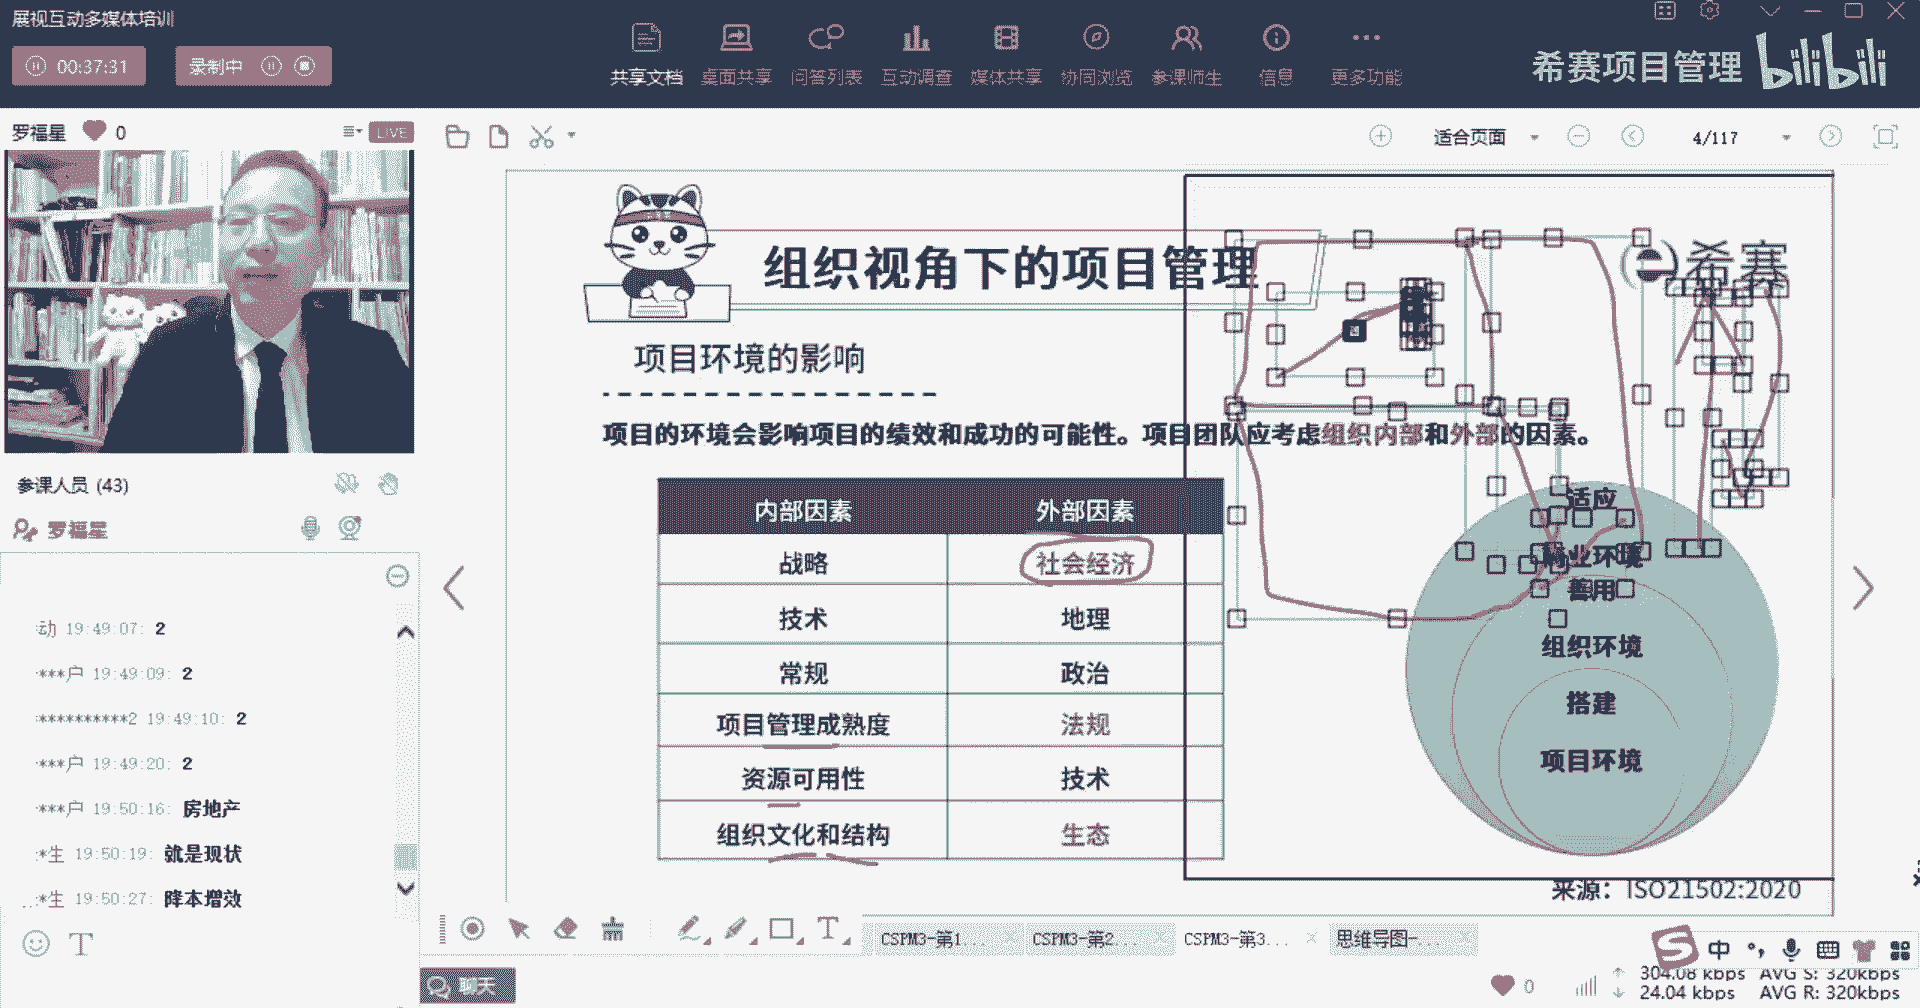 展视互动多媒体培训
00:37:31
录制中
共享文档 桌面共享 问答列表 互动调查 媒体共享 协同浏览 参课师生 信息 更多功能
希赛项目管理 bilibili
罗福星 0 LIVE
适合页面 4/117
参课人员 (43)
罗福星
动 19:49:07: 2
***户 19:49:09: 2
**********2 19:49:10: 2
***户 19:49:20: 2
***户 19:50:16: 房地产
:*生 19:50:19: 就是现状
.:*生 19:50:27: 降本增效
组织视角下的项目管理
希赛
项目环境的影响
项目的环境会影响项目的绩效和成功的可能性。项目团队应考虑组织内部和外部的因素。
内部因素 外部因素
战略 社会经济
技术 地理
常规 政治
项目管理成熟度 法规
资源可用性 技术
组织文化和结构 生态
适应
商业环境
善用
组织环境
搭建
项目环境
来源：ISO21502:2020
T
CSPM3-第1... CSPM3-第2... CSPM3-第3... 思维导图-...
聊天
中
0
304.08 kbps AVG S: 320kbps
24.04 kbps AVG R: 320kbps